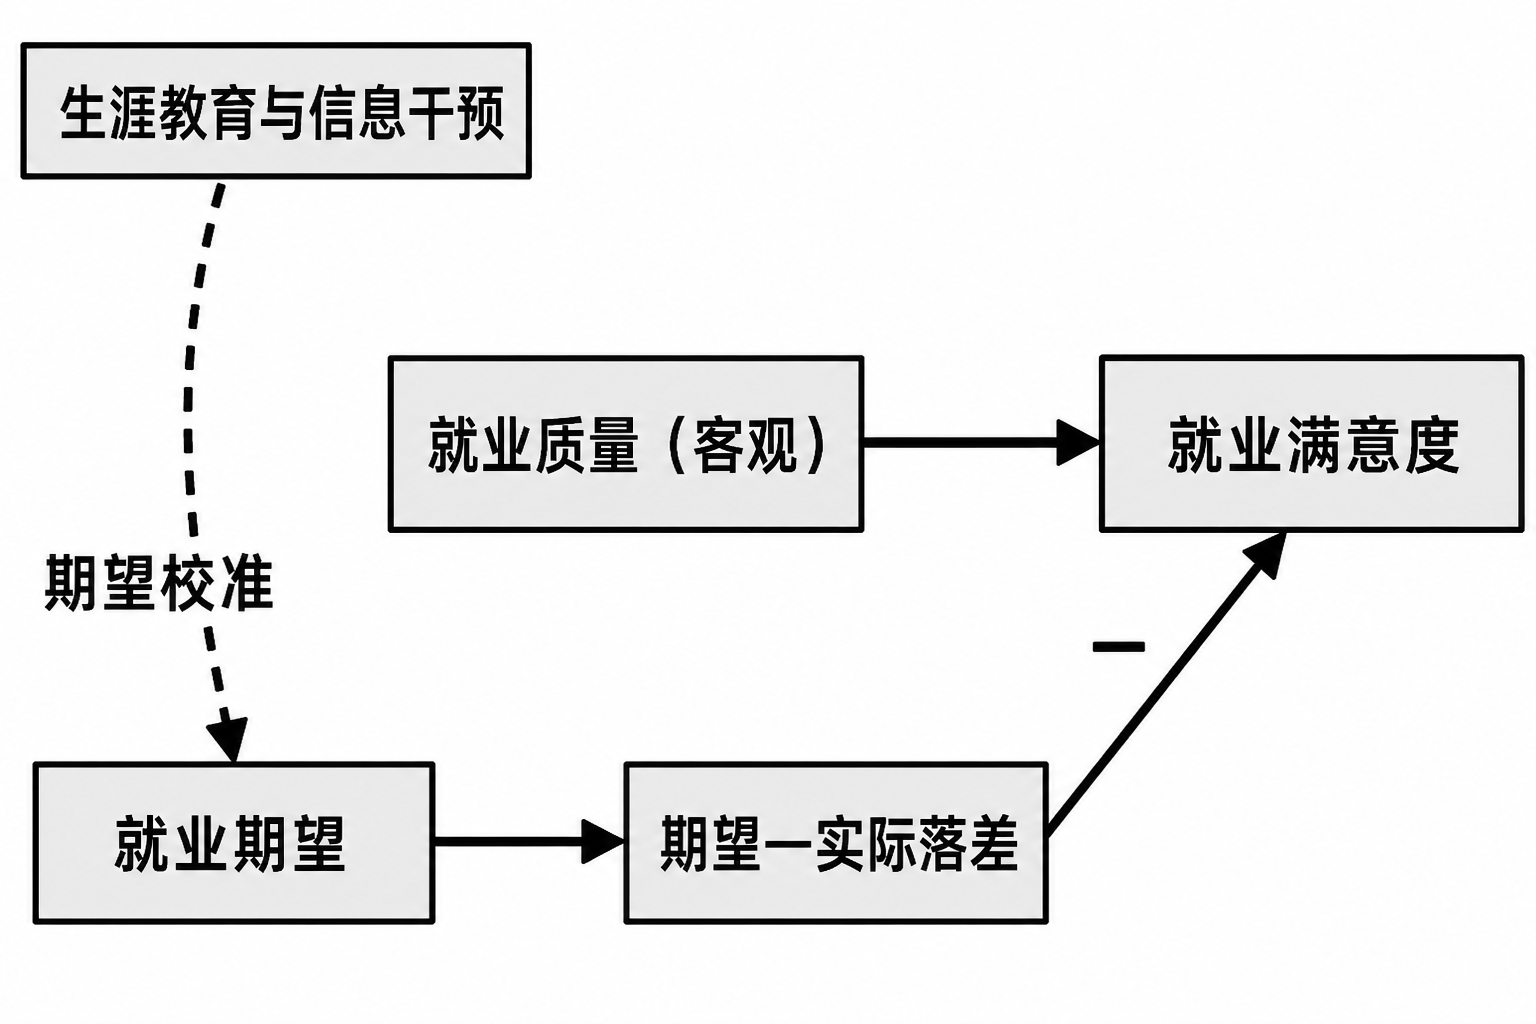 生涯教育与信息干预
就业质量（客观）
就业满意度
期望校准
—
就业期望
期望—实际落差